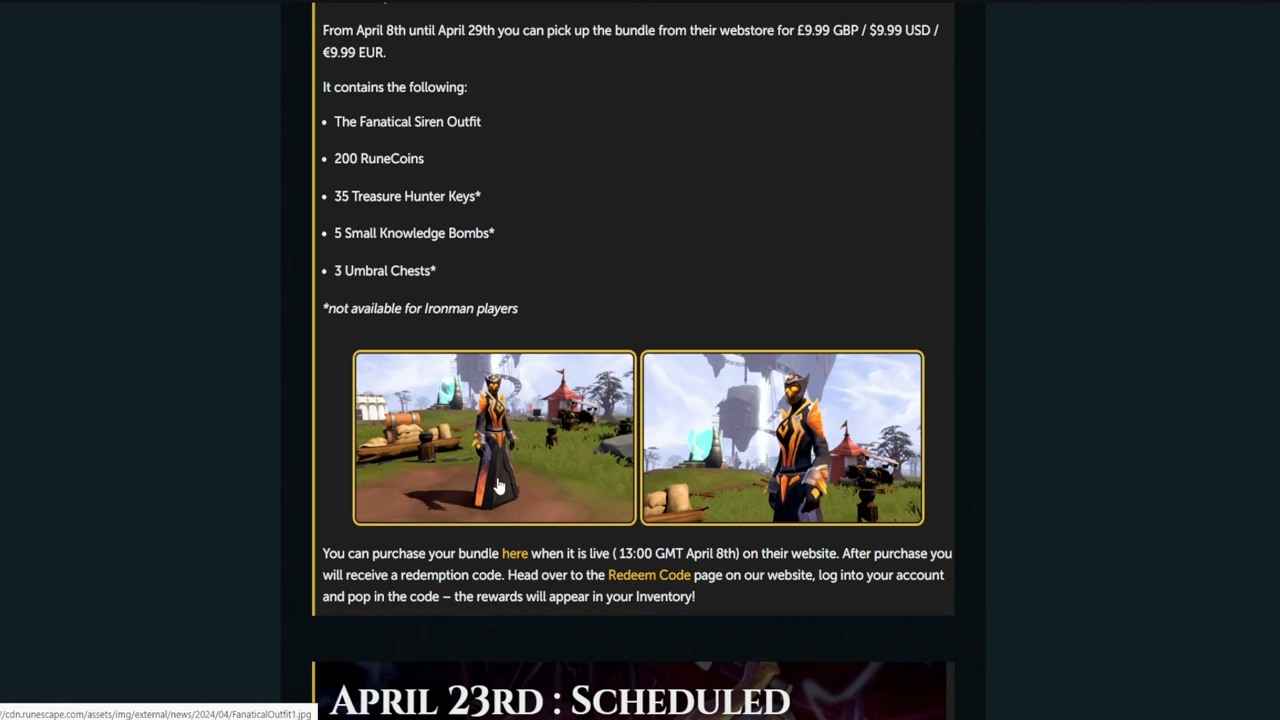 From April 8th until April 29th you can pick up the bundle from their webstore for £9.99 GBP / $9.99 USD /
€9.99 EUR.
It contains the following:
• The Fanatical Siren Outfit
• 200 RuneCoins
• 35 Treasure Hunter Keys*
• 5 Small Knowledge Bombs*
• 3 Umbral Chests*
*not available for Ironman players
You can purchase your bundle here when it is live ( 13:00 GMT April 8th) on their website. After purchase you
will receive a redemption code. Head over to the Redeem Code page on our website, log into your account
and pop in the code – the rewards will appear in your Inventory!
April 23rd : Scheduled
//cdn.runescape.com/assets/img/external/news/2024/04/FanaticalOutfit1.jpg